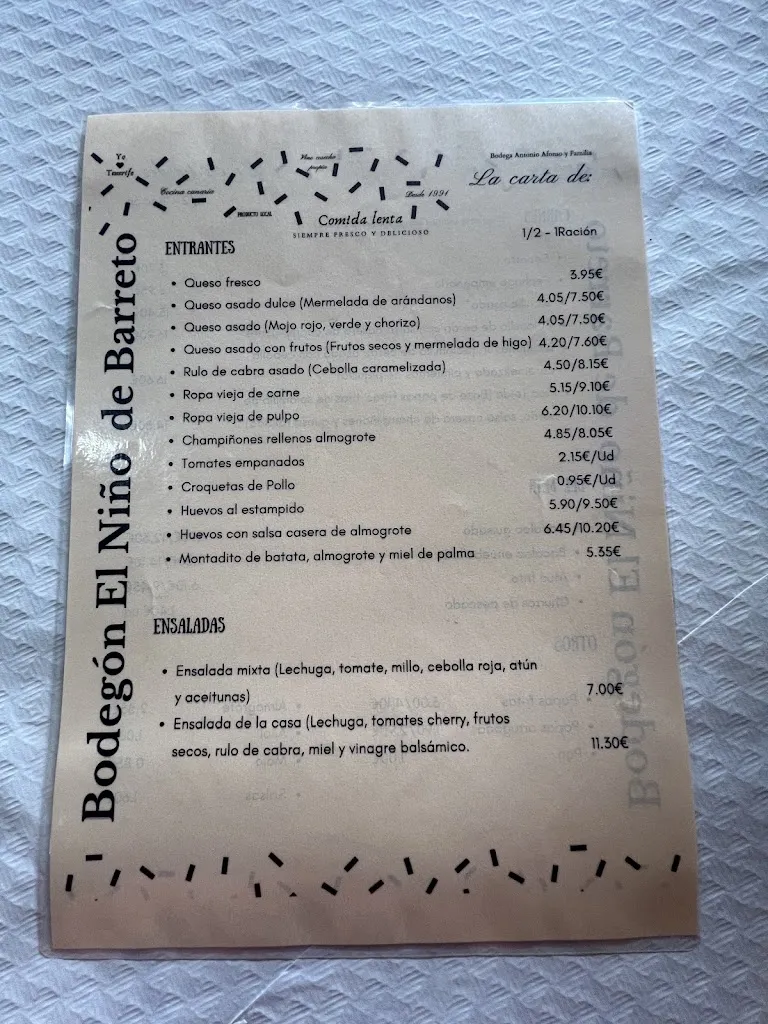 Yo
Tenerife
Cocina canaria
Vino cosecha
propia
PRODUCTO LOCAL
Desde 1991
Comida lenta
SIEMPRE FRESCO Y DELICIOSO
Bodega Antonio Afonso y Familia
La carta de:
Bodegón El Niño de Barreto
1/2 - 1Ración
ENTRANTES
• Queso fresco 3.95€
• Queso asado dulce (Mermelada de arándanos) 4.05/7.50€
• Queso asado (Mojo rojo, verde y chorizo) 4.05/7.50€
• Queso asado con frutos (Frutos secos y mermelada de higo) 4.20/7.60€
• Rulo de cabra asado (Cebolla caramelizada) 4.50/8.15€
• Ropa vieja de carne 5.15/9.10€
• Ropa vieja de pulpo 6.20/10.10€
• Champiñones rellenos almogrote 4.85/8.05€
• Tomates empanados 2.15€/Ud
• Croquetas de Pollo 0.95€/Ud
• Huevos al estampido 5.90/9.50€
• Huevos con salsa casera de almogrote 6.45/10.20€
• Montadito de batata, almogrote y miel de palma 5.35€
ENSALADAS
• Ensalada mixta (Lechuga, tomate, millo, cebolla roja, atún
y aceitunas) 7.00€
• Ensalada de la casa (Lechuga, tomates cherry, frutos
secos, rulo de cabra, miel y vinagre balsámico. 11.30€